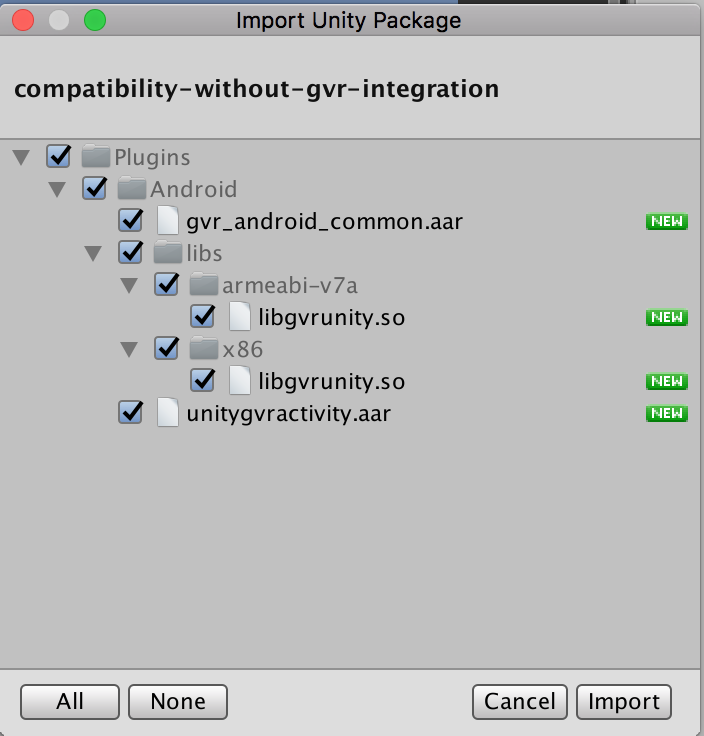 Import Unity Package
compatibility-without-gvr-integration
Plugins
Android
gvr_android_common.aar NEW
libs
armeabi-v7a
libgvrunity.so NEW
x86
libgvrunity.so NEW
unitygvractivity.aar NEW
All None Cancel Import